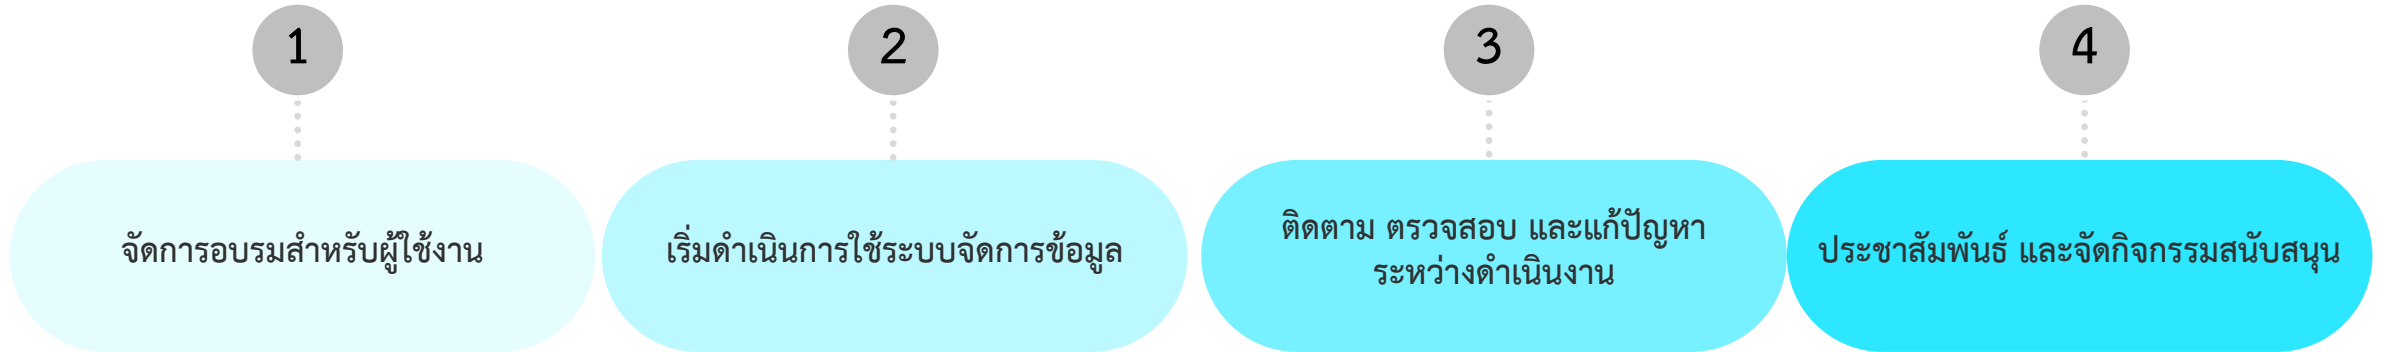 1
2
3
4
จัดการอบรมสำหรับผู้ใช้งาน
เริ่มดำเนินการใช้ระบบจัดการข้อมูล
ติดตาม ตรวจสอบ และแก้ปัญหา
ระหว่างดำเนินงาน
ประชาสัมพันธ์ และจัดกิจกรรมสนับสนุน